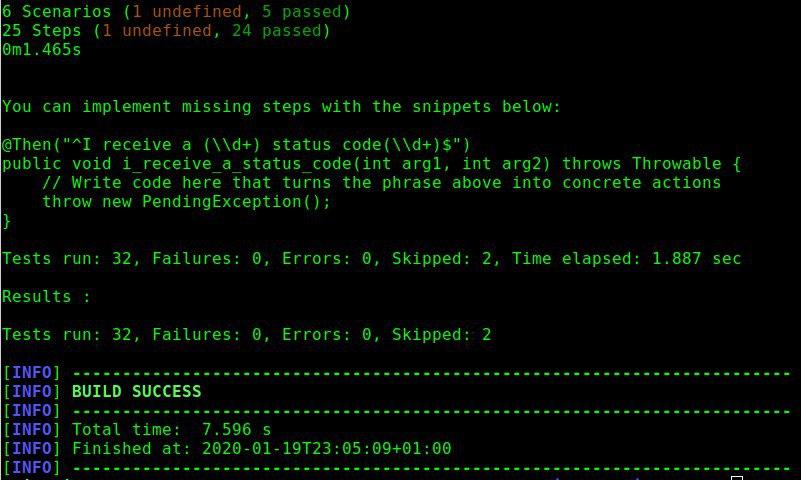 6 Scenarios (1 undefined, 5 passed)
25 Steps (1 undefined, 24 passed)
0m1.465s
You can implement missing steps with the snippets below:
@Then("^I receive a (\\d+) status code(\\d+)$")
public void i_receive_a_status_code(int arg1, int arg2) throws Throwable {
    // Write code here that turns the phrase above into concrete actions
    throw new PendingException();
}
Tests run: 32, Failures: 0, Errors: 0, Skipped: 2, Time elapsed: 1.887 sec
Results :
Tests run: 32, Failures: 0, Errors: 0, Skipped: 2
[INFO] ------------------------------------------------------------------------
[INFO] BUILD SUCCESS
[INFO] ------------------------------------------------------------------------
[INFO] Total time:  7.596 s
[INFO] Finished at: 2020-01-19T23:05:09+01:00
[INFO] ------------------------------------------------------------------------